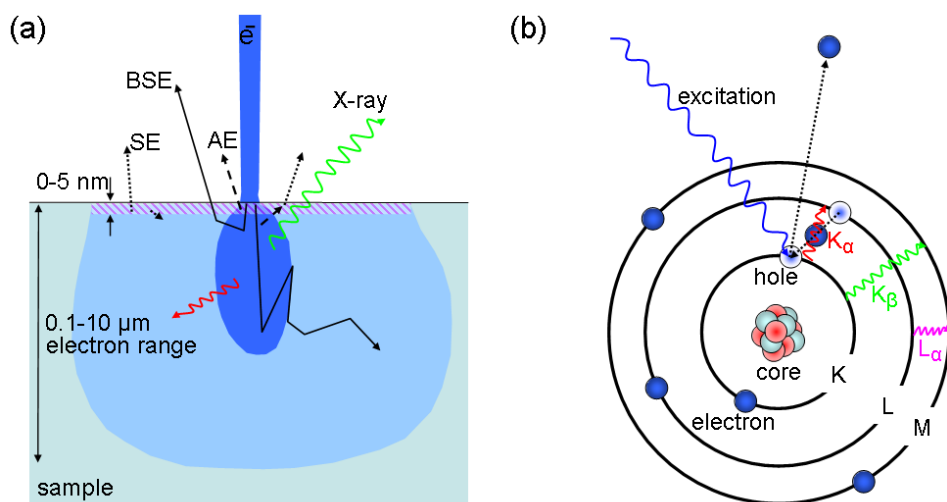 (a)
e̅
BSE
X-ray
SE
AE
0-5 nm
0.1-10 µm
electron range
sample
(b)
excitation
Kα
hole
Kβ
core
K
Lα
L
M
electron